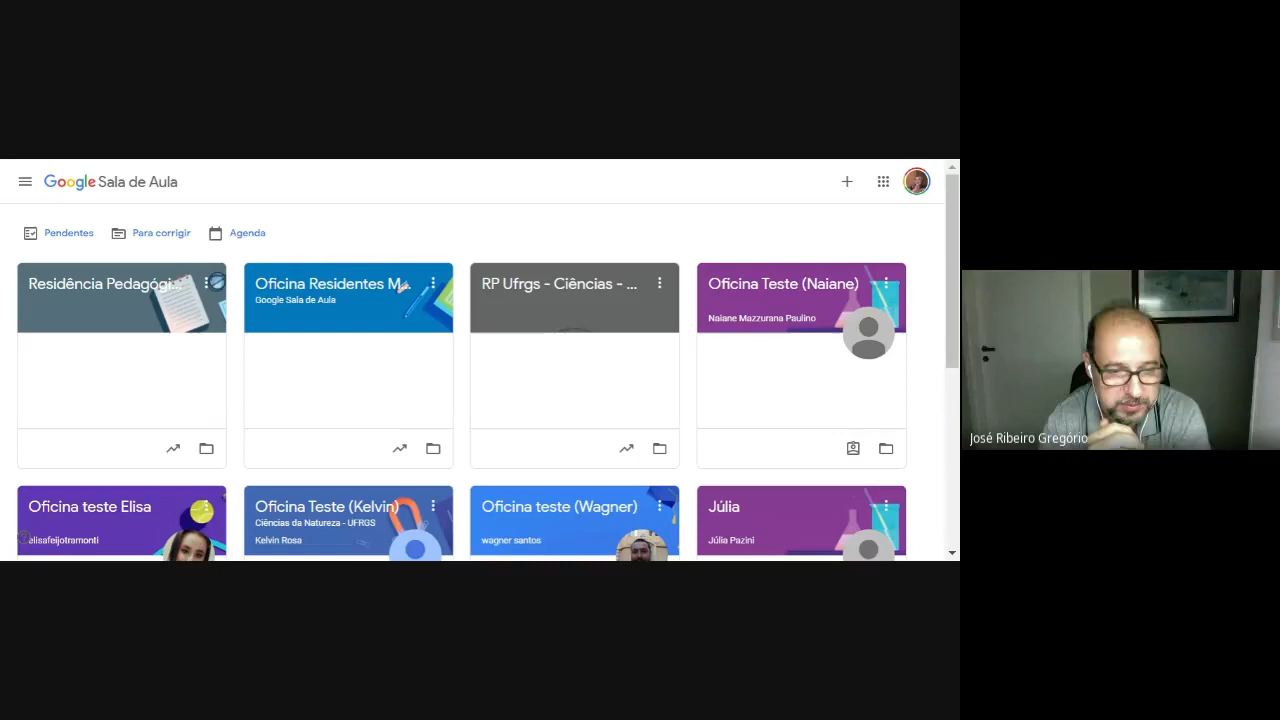 Google Sala de Aula
Pendentes
Para corrigir
Agenda
Residência Pedagógi...
Oficina Residentes M...
Google Sala de Aula
RP Ufrgs - Ciências - ...
Oficina Teste (Naiane)
Naiane Mazzurana Paulino
Oficina teste Elisa
elisafeijotramonti
Oficina Teste (Kelvin)
Ciências da Natureza - UFRGS
Kelvin Rosa
Oficina teste (Wagner)
wagner santos
Júlia
Júlia Pazini
José Ribeiro Gregório